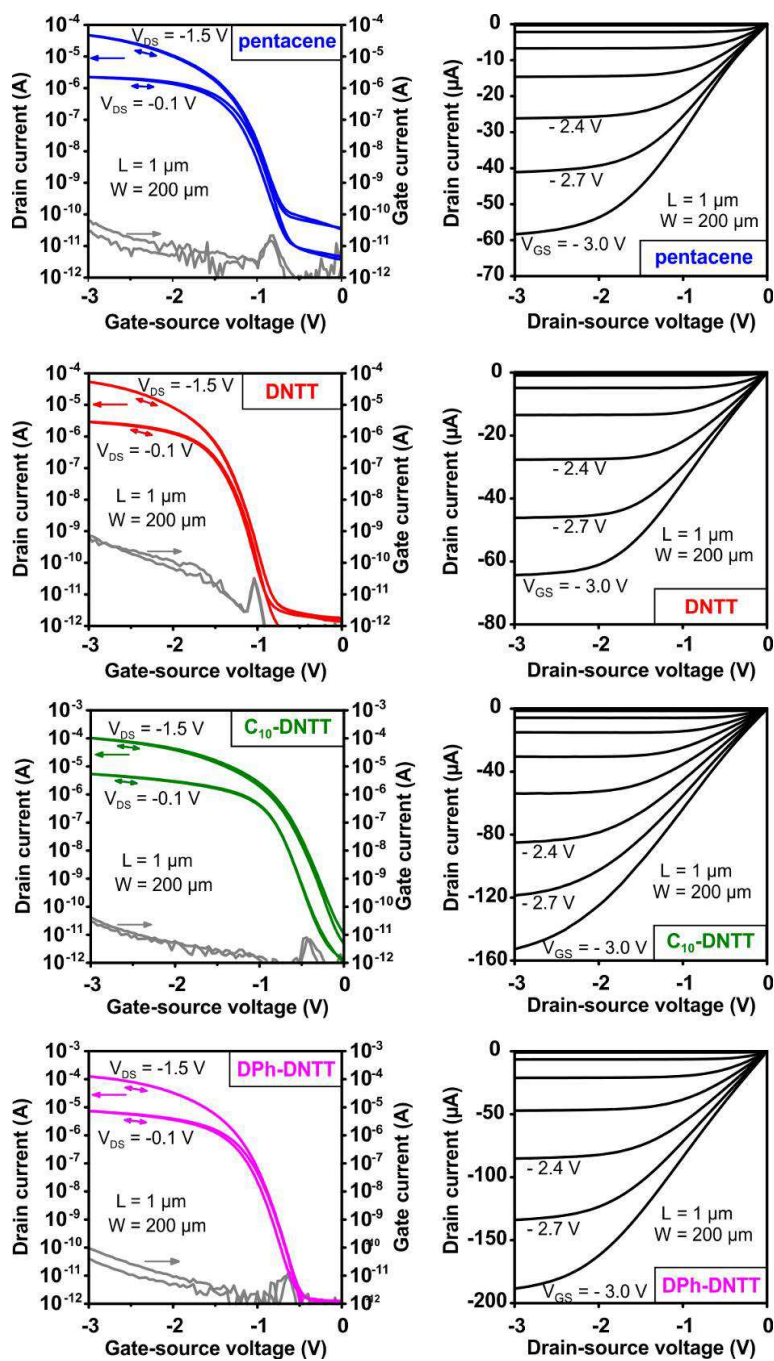 10⁻⁴
10⁻⁵
10⁻⁶
10⁻⁷
10⁻⁸
10⁻⁹
10⁻¹⁰
10⁻¹¹
10⁻¹²
Drain current (A)
V_DS = -1.5 V
pentacene
V_DS = -0.1 V
L = 1 µm
W = 200 µm
10⁻⁴
10⁻⁵
10⁻⁶
10⁻⁷
10⁻⁸
10⁻⁹
10⁻¹⁰
10⁻¹¹
10⁻¹²
Gate current (A)
-3 -2 -1 0
Gate-source voltage (V)
0
-10
-20
-30
-40
-50
-60
-70
Drain current (µA)
- 2.4 V
- 2.7 V
L = 1 µm
W = 200 µm
V_GS = - 3.0 V
pentacene
-3 -2 -1 0
Drain-source voltage (V)
10⁻⁴
10⁻⁵
10⁻⁶
10⁻⁷
10⁻⁸
10⁻⁹
10⁻¹⁰
10⁻¹¹
10⁻¹²
Drain current (A)
V_DS = -1.5 V
DNTT
V_DS = -0.1 V
L = 1 µm
W = 200 µm
10⁻⁴
10⁻⁵
10⁻⁶
10⁻⁷
10⁻⁸
10⁻⁹
10⁻¹⁰
10⁻¹¹
10⁻¹²
Gate current (A)
-3 -2 -1 0
Gate-source voltage (V)
0
-20
-40
-60
-80
Drain current (µA)
- 2.4 V
- 2.7 V
L = 1 µm
W = 200 µm
V_GS = - 3.0 V
DNTT
-3 -2 -1 0
Drain-source voltage (V)
10⁻³
10⁻⁴
10⁻⁵
10⁻⁶
10⁻⁷
10⁻⁸
10⁻⁹
10⁻¹⁰
10⁻¹¹
10⁻¹²
Drain current (A)
V_DS = -1.5 V
C₁₀-DNTT
V_DS = -0.1 V
L = 1 µm
W = 200 µm
10⁻³
10⁻⁴
10⁻⁵
10⁻⁶
10⁻⁷
10⁻⁸
10⁻⁹
10⁻¹⁰
10⁻¹¹
10⁻¹²
Gate current (A)
-3 -2 -1 0
Gate-source voltage (V)
0
-40
-80
-120
-160
Drain current (µA)
- 2.4 V
- 2.7 V
L = 1 µm
W = 200 µm
V_GS = - 3.0 V
C₁₀-DNTT
-3 -2 -1 0
Drain-source voltage (V)
10⁻³
10⁻⁴
10⁻⁵
10⁻⁶
10⁻⁷
10⁻⁸
10⁻⁹
10⁻¹⁰
10⁻¹¹
10⁻¹²
Drain current (A)
V_DS = -1.5 V
DPh-DNTT
V_DS = -0.1 V
L = 1 µm
W = 200 µm
10⁻³
10⁻⁴
10⁻⁵
10⁻⁶
10⁻⁷
10⁻⁸
10⁻⁹
10⁻¹⁰
10⁻¹¹
10⁻¹²
Gate current (A)
-3 -2 -1 0
Gate-source voltage (V)
0
-50
-100
-150
-200
Drain current (µA)
- 2.4 V
- 2.7 V
L = 1 µm
W = 200 µm
V_GS = - 3.0 V
DPh-DNTT
-3 -2 -1 0
Drain-source voltage (V)